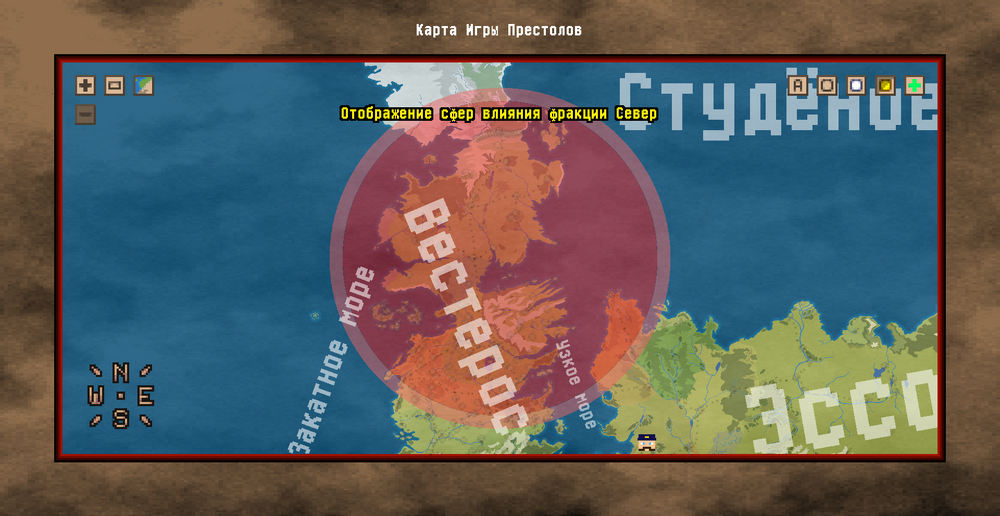 Карта Игры Престолов
A
Отображение сфер влияния фракции Север
Студёное
Вестерос
Закатное море
узкое море
Эссо
N
W E
S